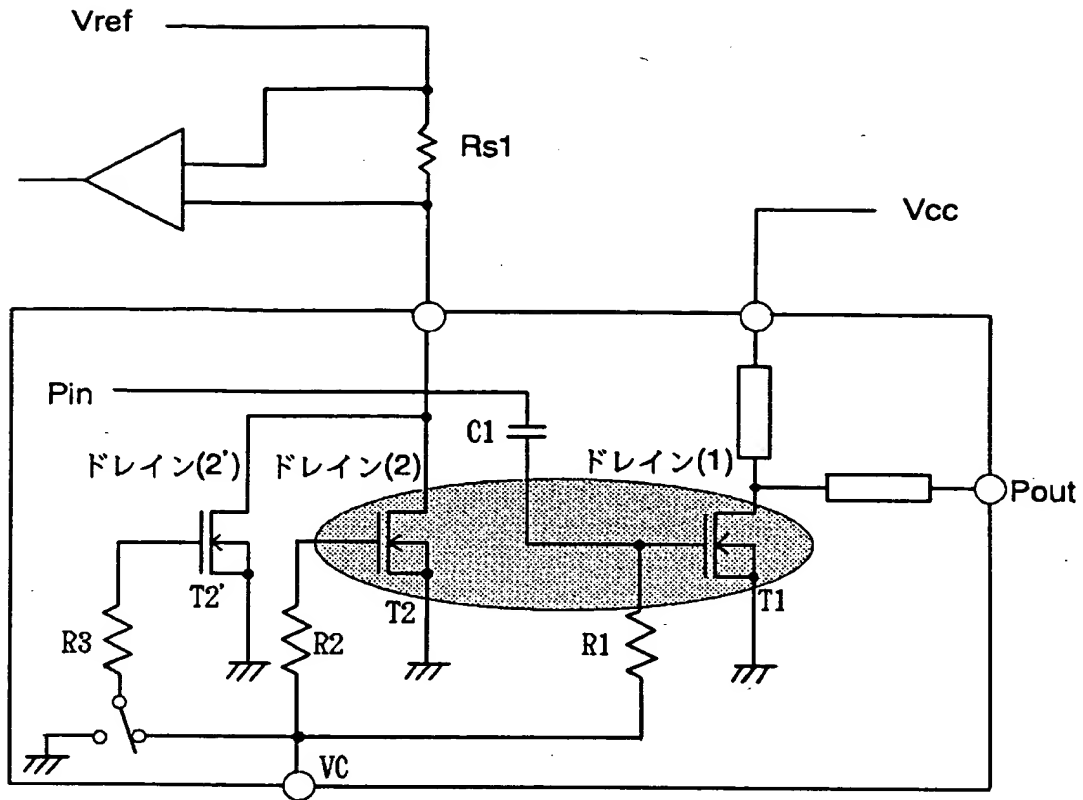 Vref
Rs1
Vcc
Pin
C1
ドレイン(2')
ドレイン(2)
ドレイン(1)
Pout
T2'
T2
T1
R3
R2
R1
VC